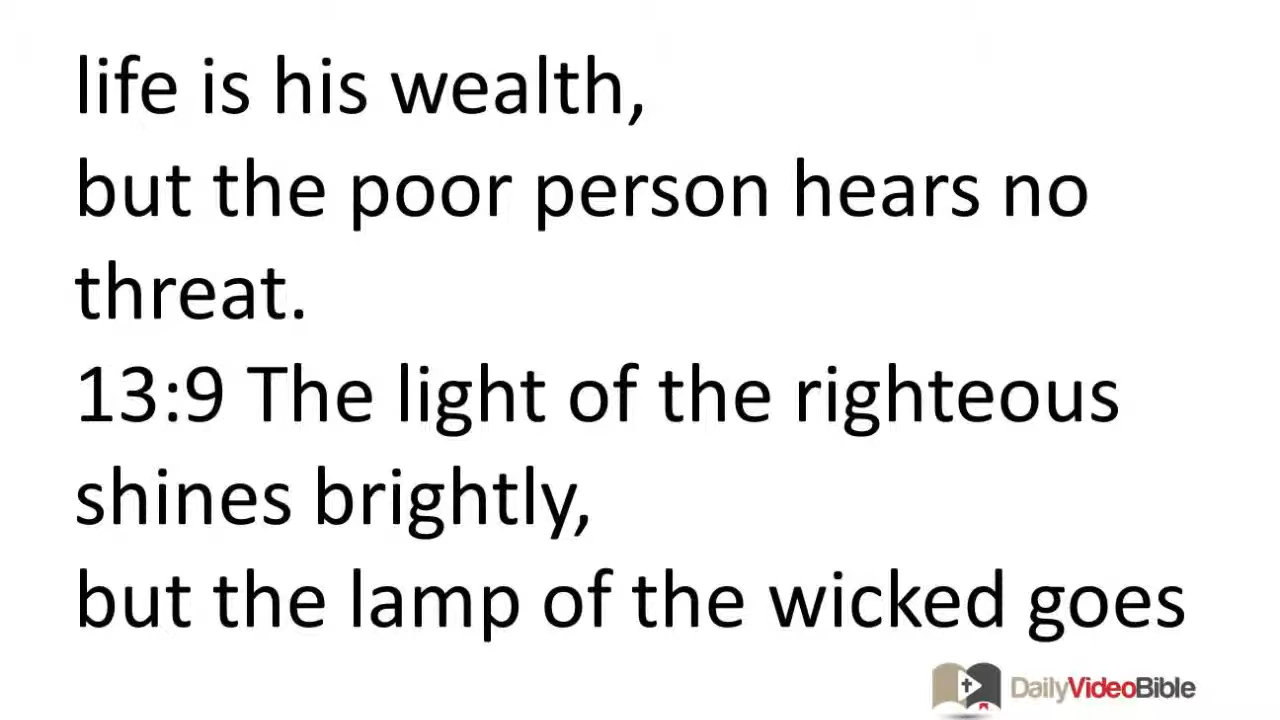 life is his wealth,
but the poor person hears no
threat.
13:9 The light of the righteous
shines brightly,
but the lamp of the wicked goes
DailyVideoBible